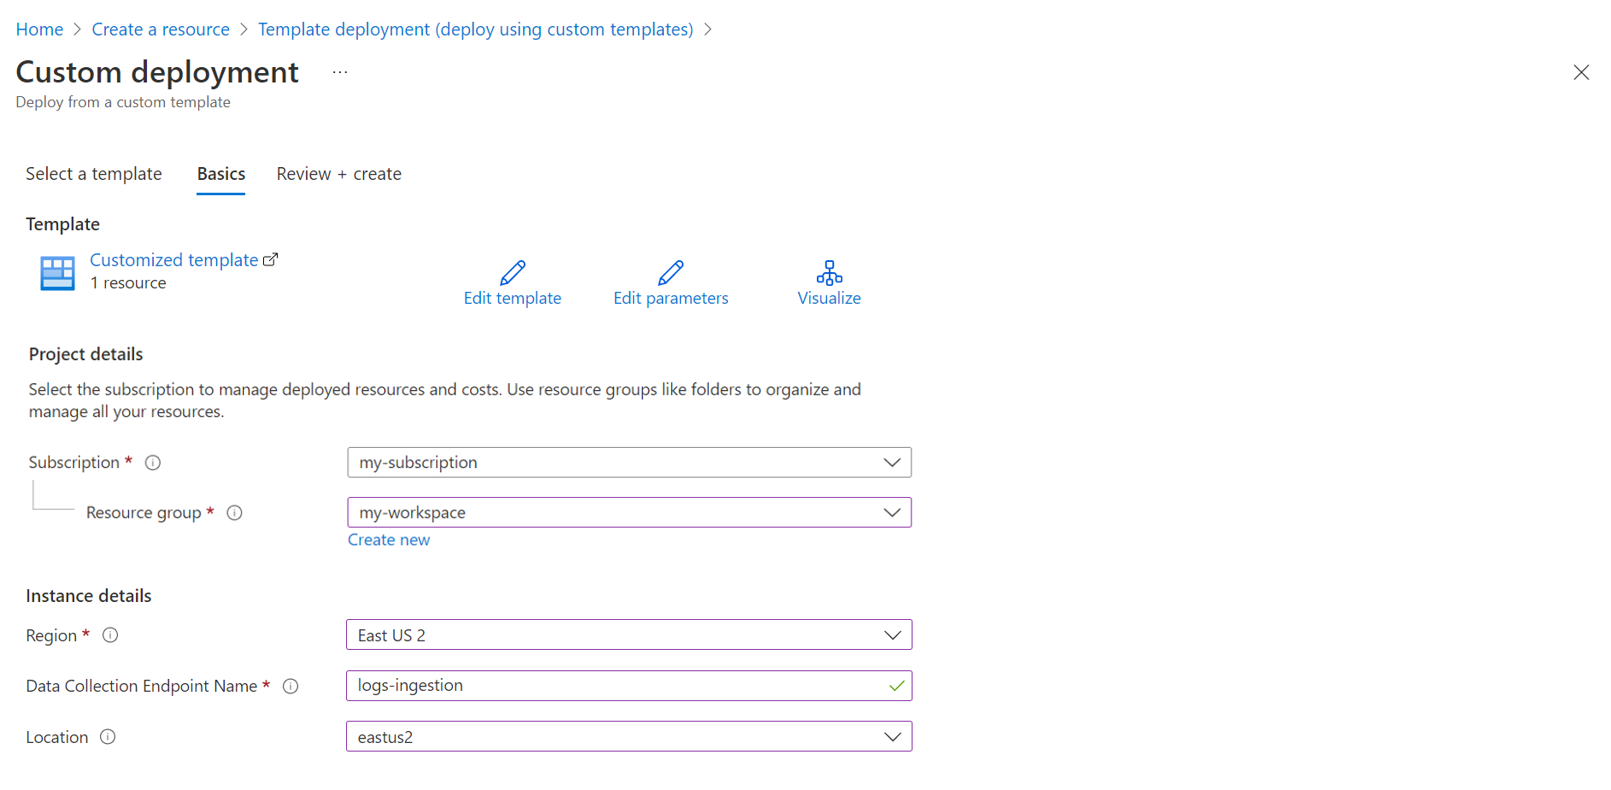 Home > Create a resource > Template deployment (deploy using custom templates) >
Custom deployment ...
Deploy from a custom template
Select a template Basics Review + create
Template
Customized template
1 resource
Edit template Edit parameters Visualize
Project details
Select the subscription to manage deployed resources and costs. Use resource groups like folders to organize and
manage all your resources.
Subscription * my-subscription
Resource group * my-workspace
Create new
Instance details
Region * East US 2
Data Collection Endpoint Name * logs-ingestion
Location eastus2